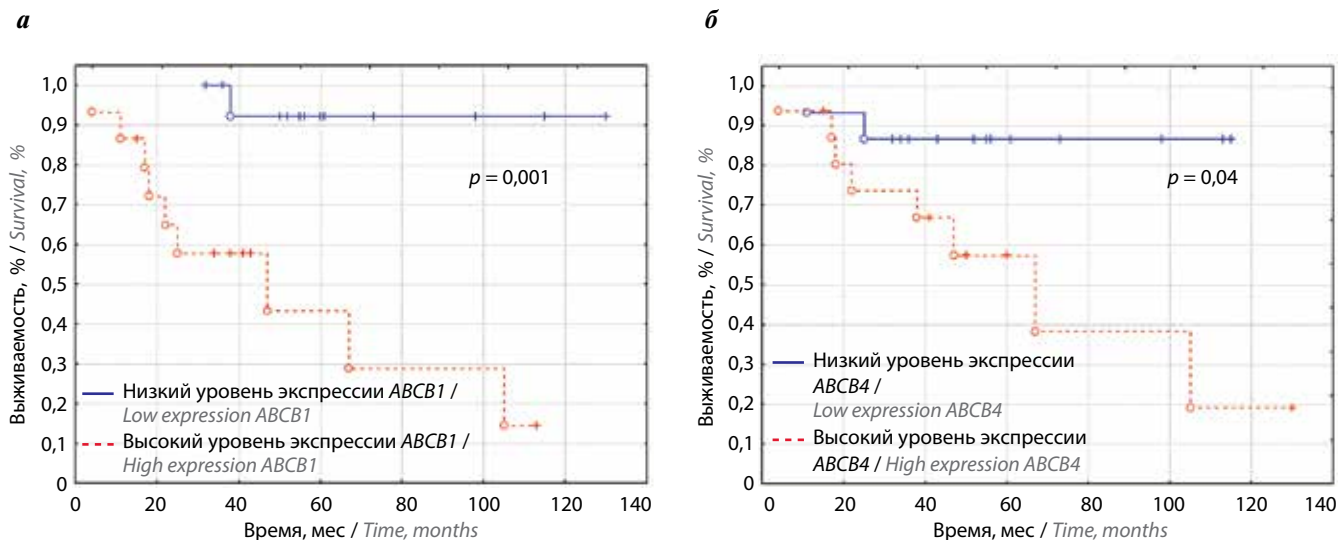 а
Выживаемость, % / Survival, %
1,0
0,9
0,8
0,7
0,6
0,5
0,4
0,3
0,2
0,1
0
p = 0,001
Низкий уровень экспрессии ABCB1 /
Low expression ABCB1
Высокий уровень экспрессии ABCB1 /
High expression ABCB1
0 20 40 60 80 100 120 140
Время, мес / Time, months
б
Выживаемость, % / Survival, %
1,0
0,9
0,8
0,7
0,6
0,5
0,4
0,3
0,2
0,1
0
p = 0,04
Низкий уровень экспрессии
ABCB4 /
Low expression ABCB4
Высокий уровень экспрессии
ABCB4 / High expression ABCB4
0 20 40 60 80 100 120 140
Время, мес / Time, months